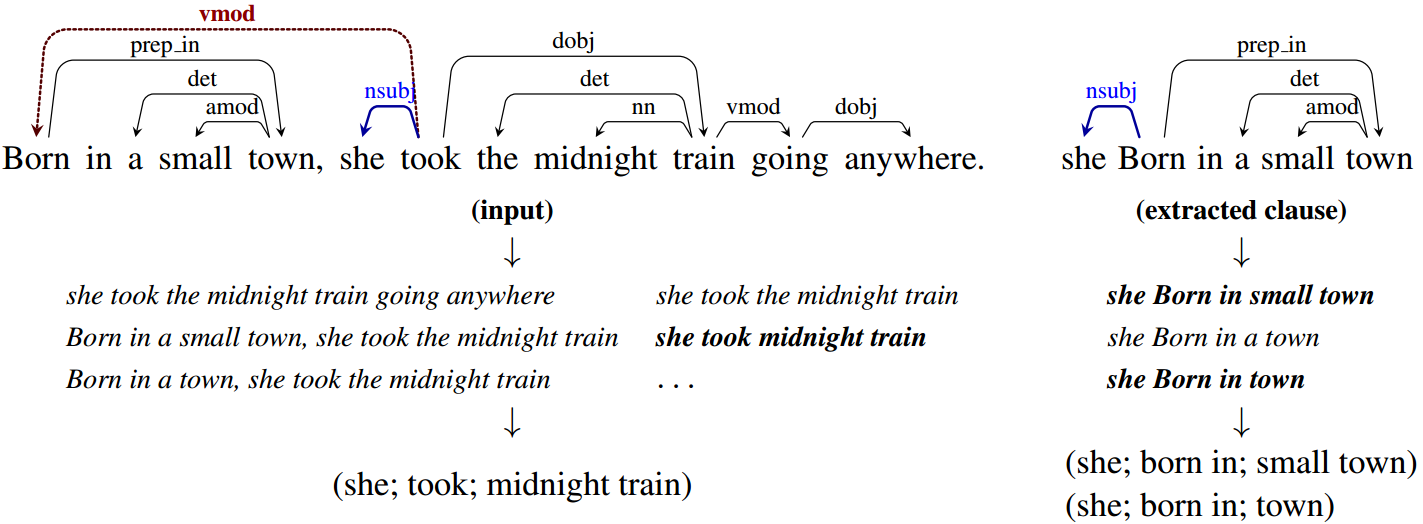 vmod
prep_in dobj prep_in
det det det
nsubj amod nn vmod dobj nsubj amod
Born in a small town, she took the midnight train going anywhere. she Born in a small town
(input) (extracted clause)
↓ ↓
she took the midnight train going anywhere she took the midnight train she Born in small town
Born in a small town, she took the midnight train she took midnight train she Born in a town
Born in a town, she took the midnight train . . . she Born in town
↓ ↓
(she; took; midnight train) (she; born in; small town)
(she; born in; town)